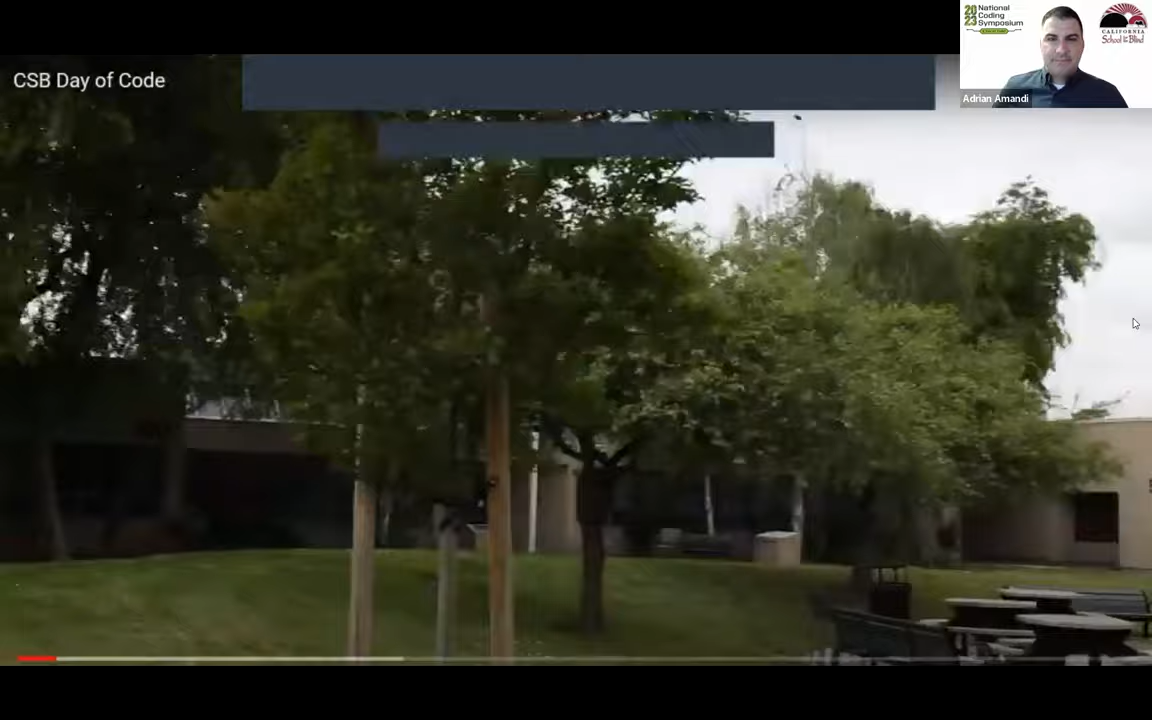 CSB Day of Code
2023 National
Coding
Symposium
CALIFORNIA
School for the Blind
Adrian Amandi